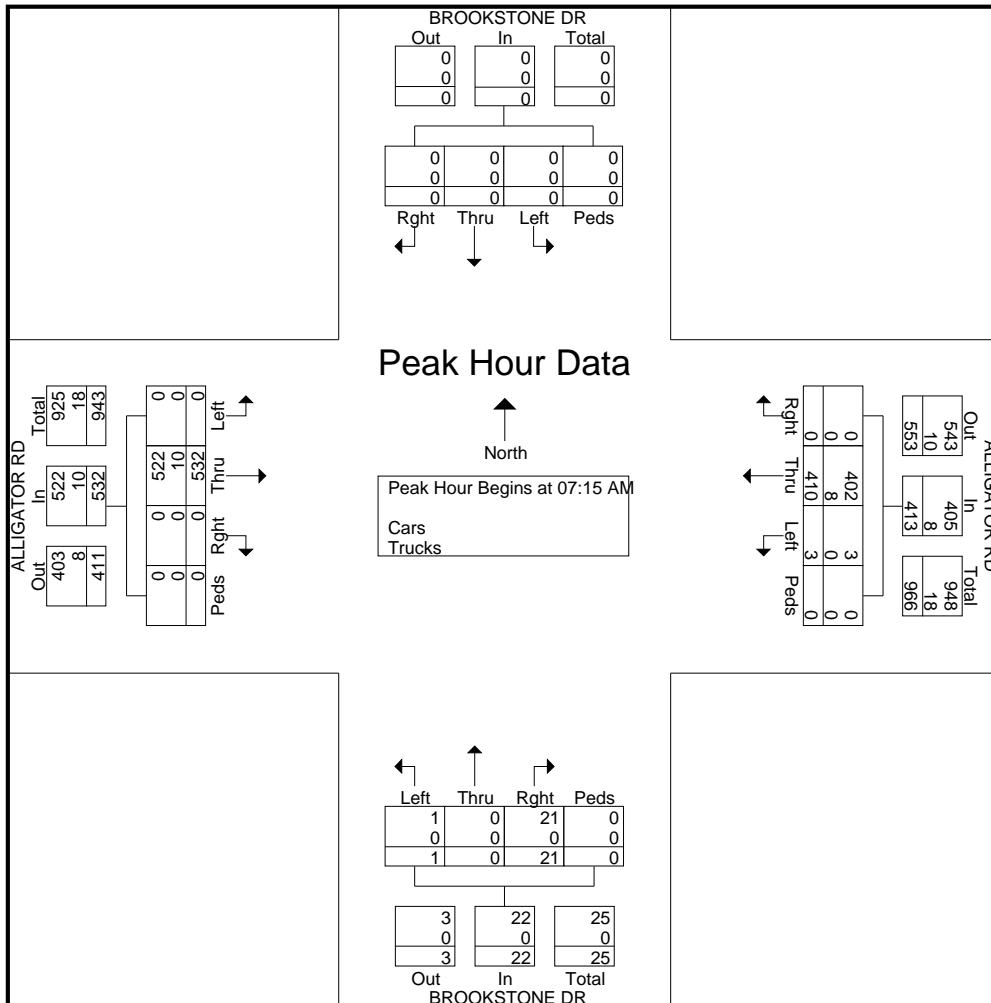 BROOKSTONE DR
Out In Total
0 0 0
0 0 0
0 0 0
0 0 0 0
0 0 0 0
0 0 0 0
Rght Thru Left Peds
Peak Hour Data
North
Peak Hour Begins at 07:15 AM
Cars
Trucks
ALLIGATOR RD
Total In Out
925 522 403
18 10 8
943 532 411
0 522 0 0
0 10 0 0
0 532 0 0
Left Thru Rght Peds
ALLIGATOR RD
Out In Total
543 405 948
10 8 18
553 413 966
0 402 3 0
0 8 0 0
0 410 3 0
Rght Thru Left Peds
Left Thru Rght Peds
1 0 21 0
0 0 0 0
1 0 21 0
3 22 25
0 0 0
3 22 25
Out In Total
BROOKSTONE DR